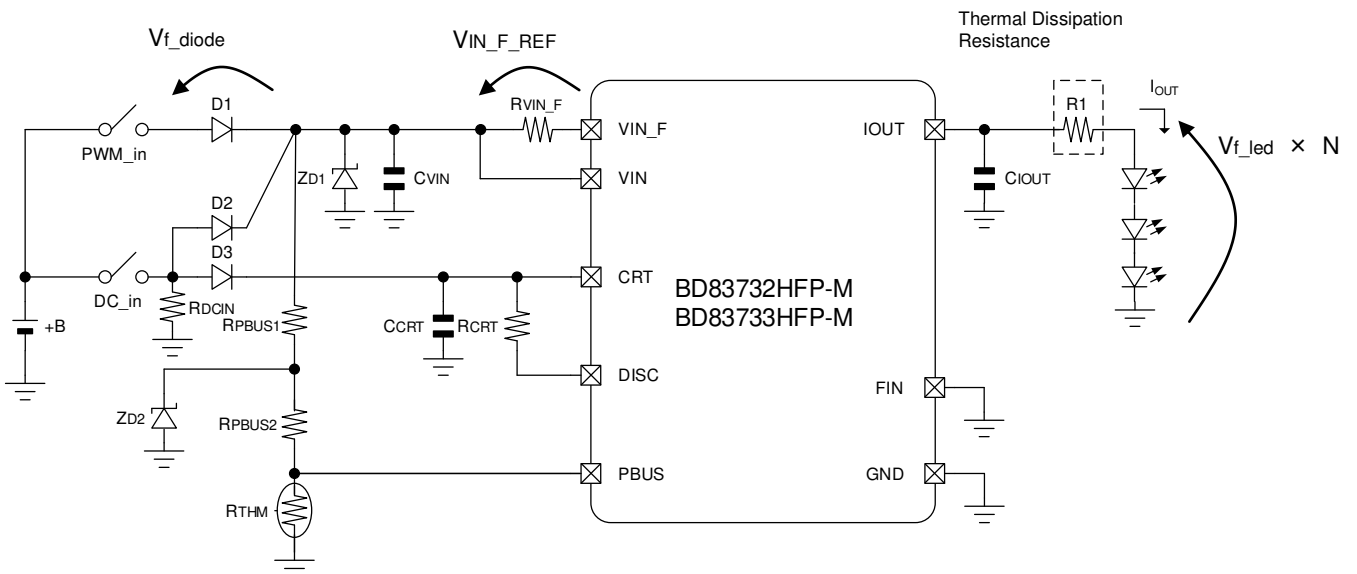 Thermal Dissipation
Resistance
Vf_diode
VIN_F_REF
D1
RVIN_F
VIN_F
IOUT
R1
IOUT
PWM_in
ZD1
CVIN
VIN
CIOUT
Vf_led × N
D2
D3
CRT
DC_in
RDCIN
+B
RPBUS1
CCRT
RCRT
BD83732HFP-M
BD83733HFP-M
DISC
FIN
ZD2
RPBUS2
PBUS
GND
RTHM